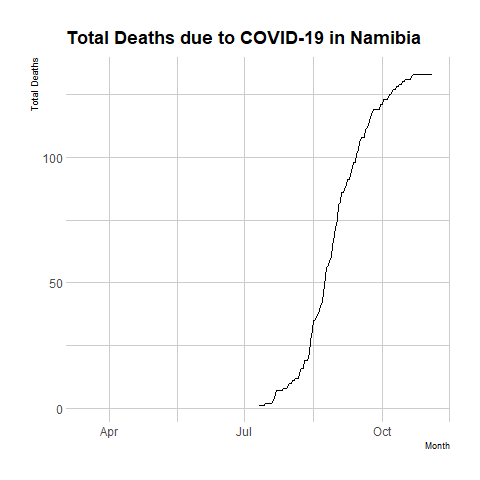 Total Deaths due to COVID-19 in Namibia
Total Deaths
100
50
0
Apr Jul Oct
Month